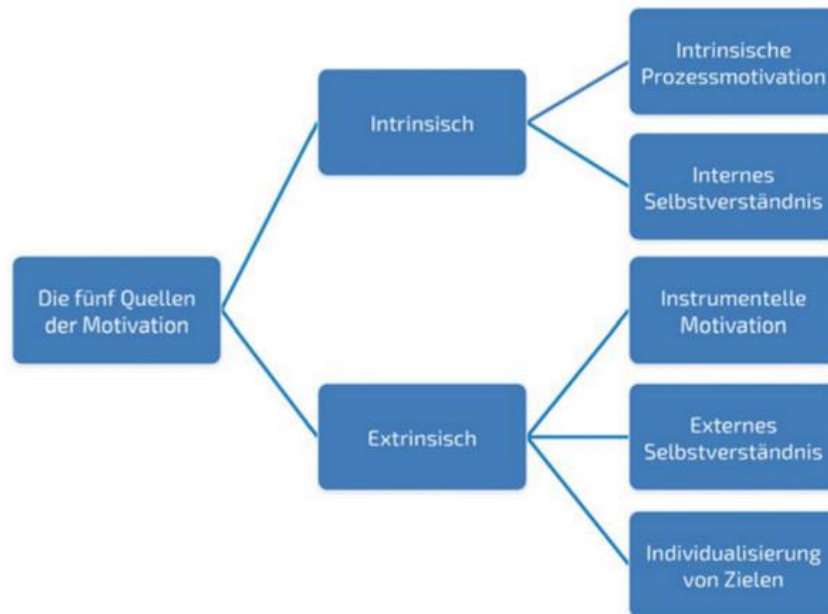 Die fünf Quellen
der Motivation
Intrinsisch
Intrinsische
Prozessmotivation
Internes
Selbstverständnis
Extrinsisch
Instrumentelle
Motivation
Externes
Selbstverständnis
Individualisierung
von Zielen